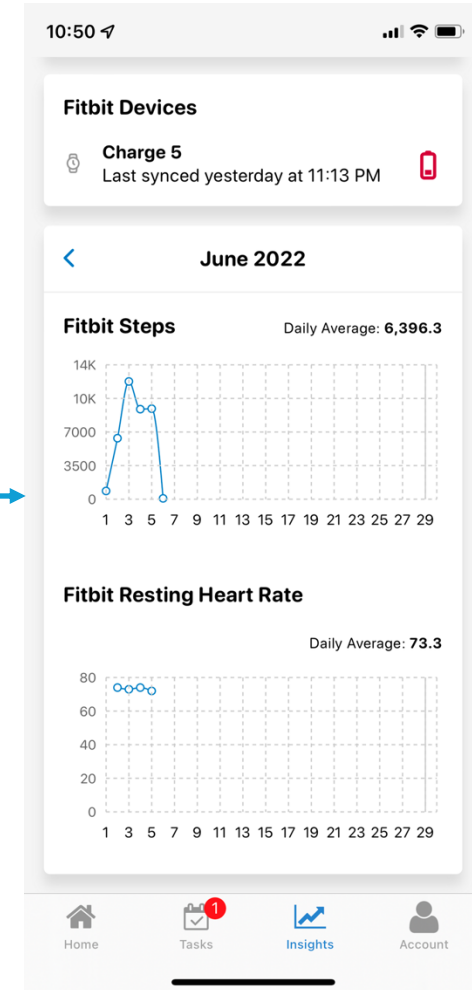 10:50
Fitbit Devices
Charge 5
Last synced yesterday at 11:13 PM
June 2022
Fitbit Steps
Daily Average: 6,396.3
14K
10K
7000
3500
0
1 3 5 7 9 11 13 15 17 19 21 23 25 27 29
Fitbit Resting Heart Rate
Daily Average: 73.3
80
60
40
20
0
1 3 5 7 9 11 13 15 17 19 21 23 25 27 29
1
Home Tasks Insights Account